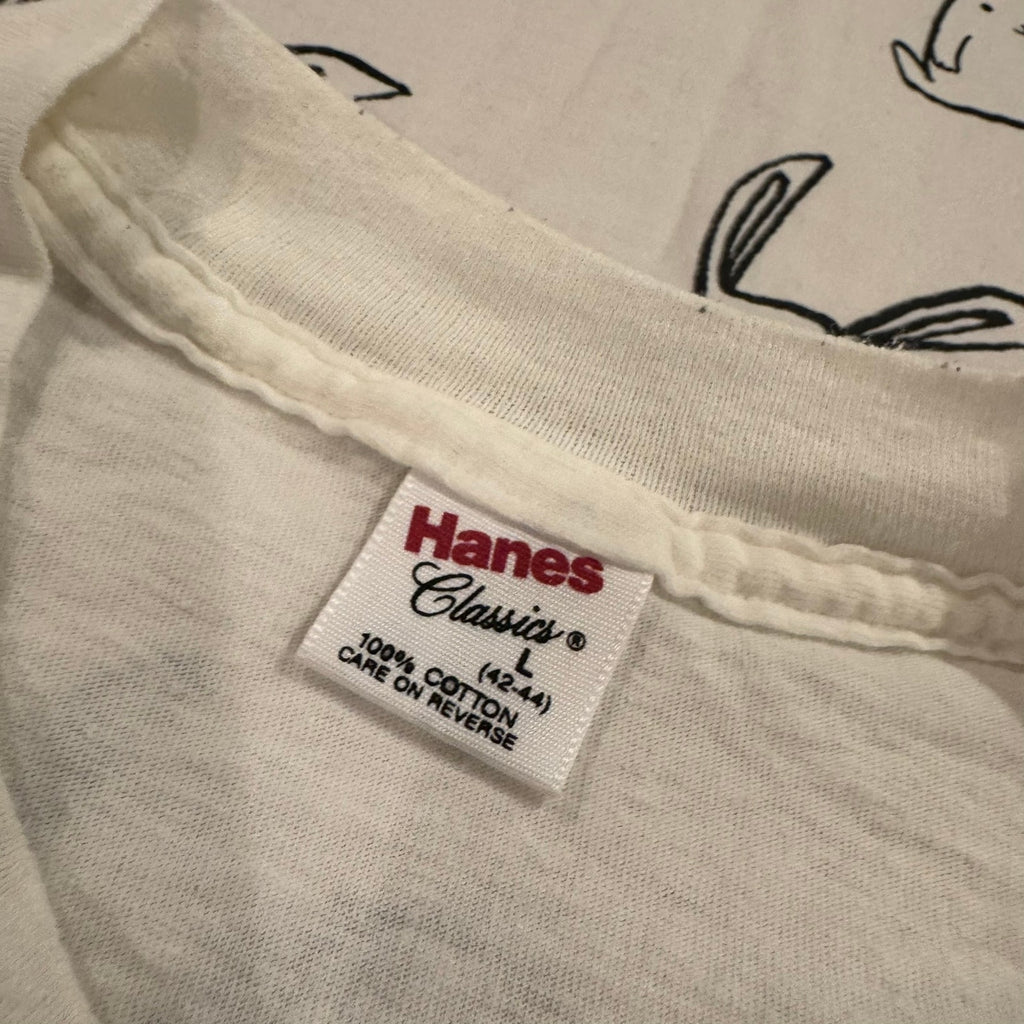 Hanes
Classics®
L
100% COTTON (42-44)
CARE ON REVERSE